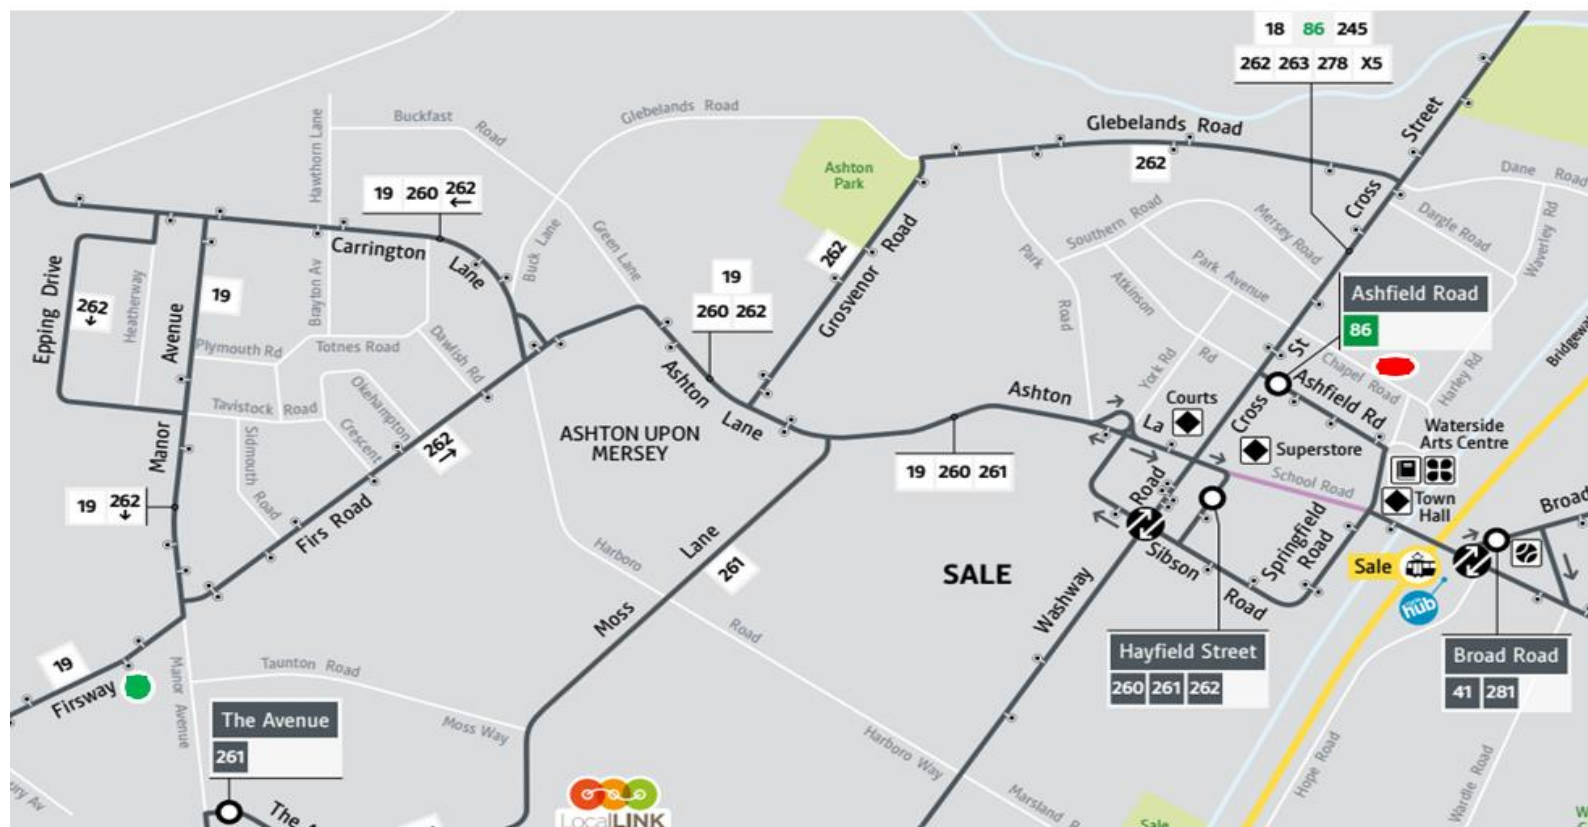 18 86 245
262 263 278 X5
Street
Cross
Glebelands Road
262
Dane Road
Dargle Road
Waverley Rd
Mersey Road
Southern Road
Park Avenue
Atkinson
Rd
York Rd
Park
Road
Buckfast
Road
Glebelands Road
Hawthorn Lane
Ashton
Park
262
Grosvenor Road
19 260 262
←
Carrington
Lane
Buck Lane
Green Lane
Brayton Av
Heatherway
Epping Drive
262
↓
19
Avenue
Manor
Plymouth Rd
Totnes Road
Dawlish Rd
Tavistock Road
Okehampton
Crescent
Sidmouth
Road
19 262
↓
Firs Road
262
↗
19
260 262
Ashton
Lane
ASHTON UPON
MERSEY
Ashton
La
19 260 261
Courts
Ashfield Road
86
St
Cross
Ashfield Rd
Chapel Road
Harley Rd
Bridgewa
Superstore
School Road
Waterside
Arts Centre
Town
Hall
Broad
Road
Sibson
Road
Springfield
Road
Sale
hub
SALE
Washway
Hayfield Street
260 261 262
Broad Road
41 281
Moss
Lane
261
Harboro
Road
19
Firsway
Manor Avenue
Taunton Road
Moss Way
The Avenue
261
The
LocalLINK
Harboro Way
Marsland
Sale
Hope Road
Wardle Road
ury Av
W